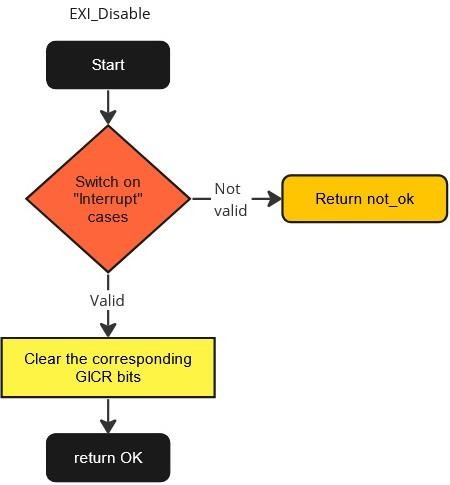 EXI_Disable
Start
Switch on
"Interrupt"
cases
Not
valid
Return not_ok
Valid
Clear the corresponding
GICR bits
return OK